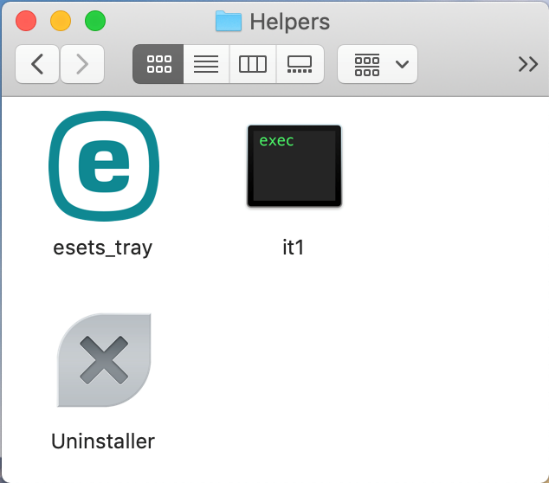 Helpers
e
exec
esets_tray
it1
Uninstaller